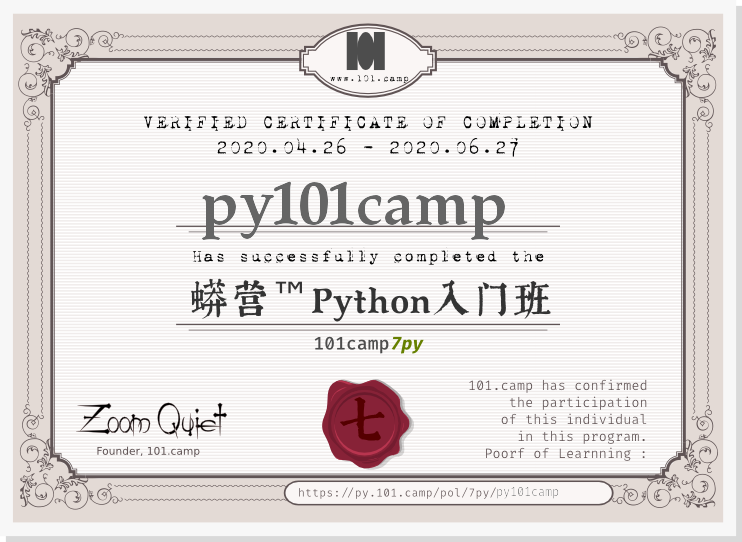 101
www.101.camp
VERIFIED CERTIFICATE OF COMPLETION
2020.04.26 - 2020.06.27
py101camp
Has successfully completed the
蟒营™Python入门班
101camp7py
七
101.camp has confirmed
the participation
of this individual
in this program.
Poorf of Learnning :
Zoom Quiet
Founder, 101.camp
https://py.101.camp/pol/7py/py101camp